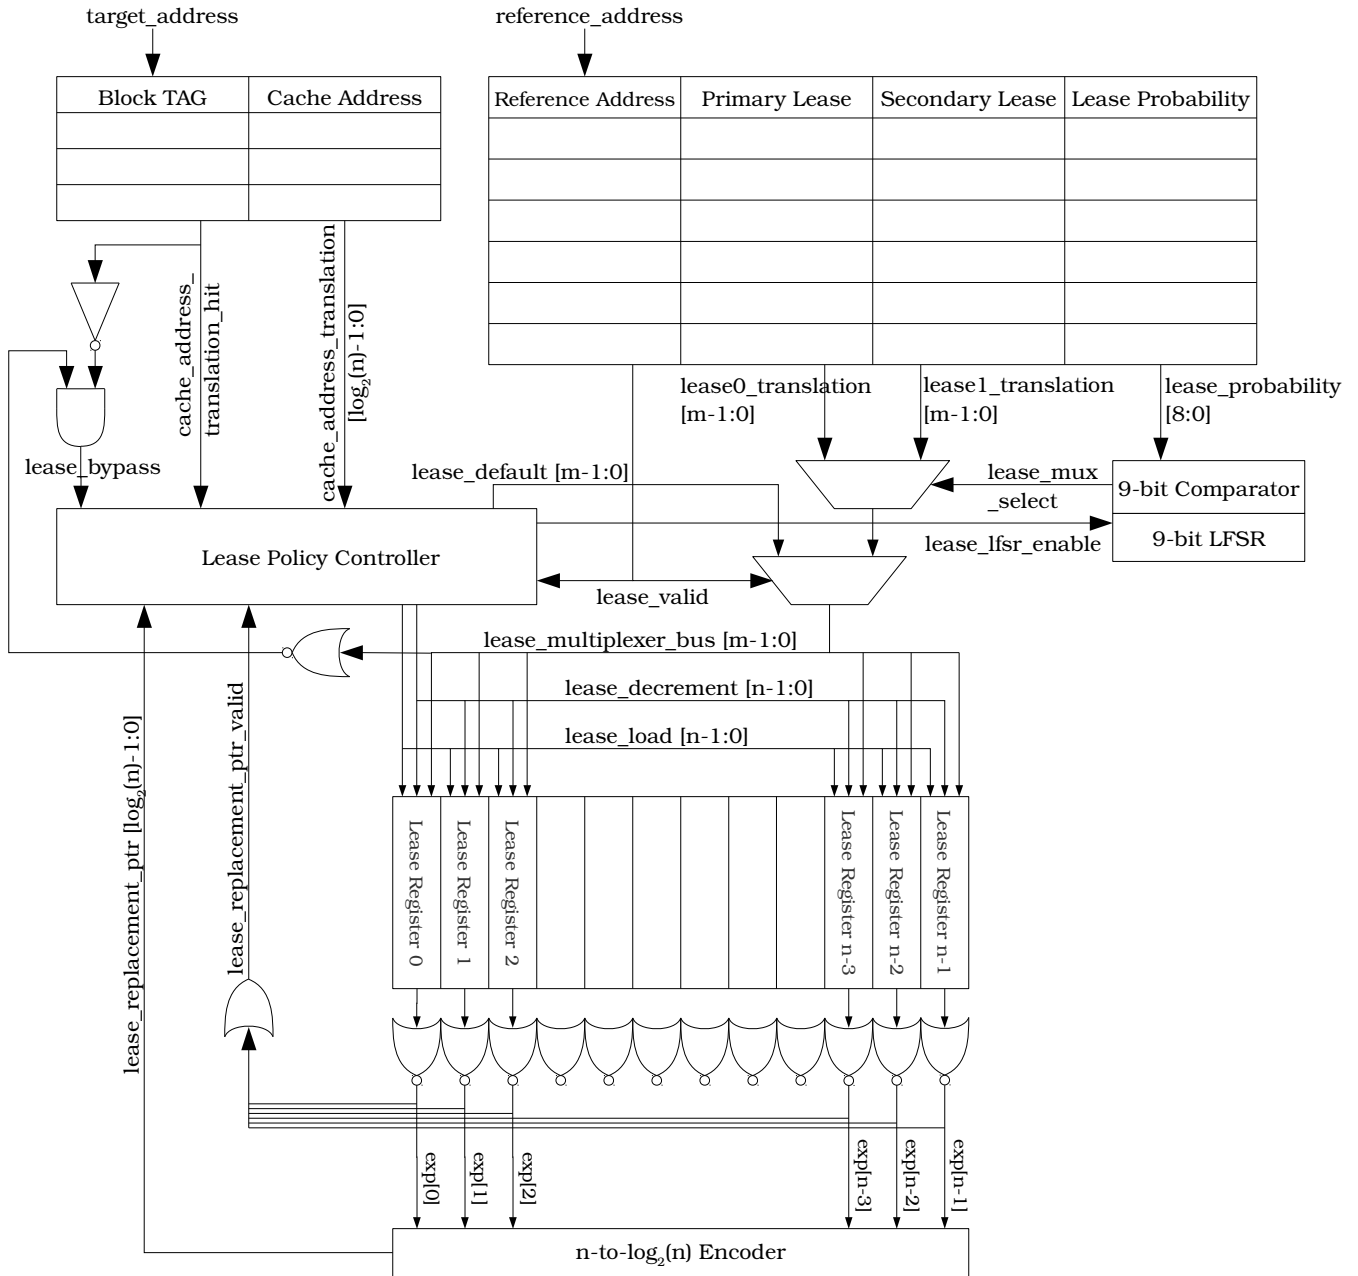 target_address
reference_address
Block TAG
Cache Address
Reference Address
Primary Lease
Secondary Lease
Lease Probability
cache_address_
translation_hit
cache_address_translation
[log₂(n)-1:0]
lease0_translation
[m-1:0]
lease1_translation
[m-1:0]
lease_probability
[8:0]
lease_bypass
lease_default [m-1:0]
lease_mux
_select
9-bit Comparator
9-bit LFSR
lease_lfsr_enable
Lease Policy Controller
lease_valid
lease_multiplexer_bus [m-1:0]
lease_decrement [n-1:0]
lease_load [n-1:0]
lease_replacement_ptr [log₂(n)-1:0]
lease_replacement_ptr_valid
Lease Register 0
Lease Register 1
Lease Register 2
Lease Register n-3
Lease Register n-2
Lease Register n-1
exp[0]
exp[1]
exp[2]
exp[n-3]
exp[n-2]
exp[n-1]
n-to-log₂(n) Encoder